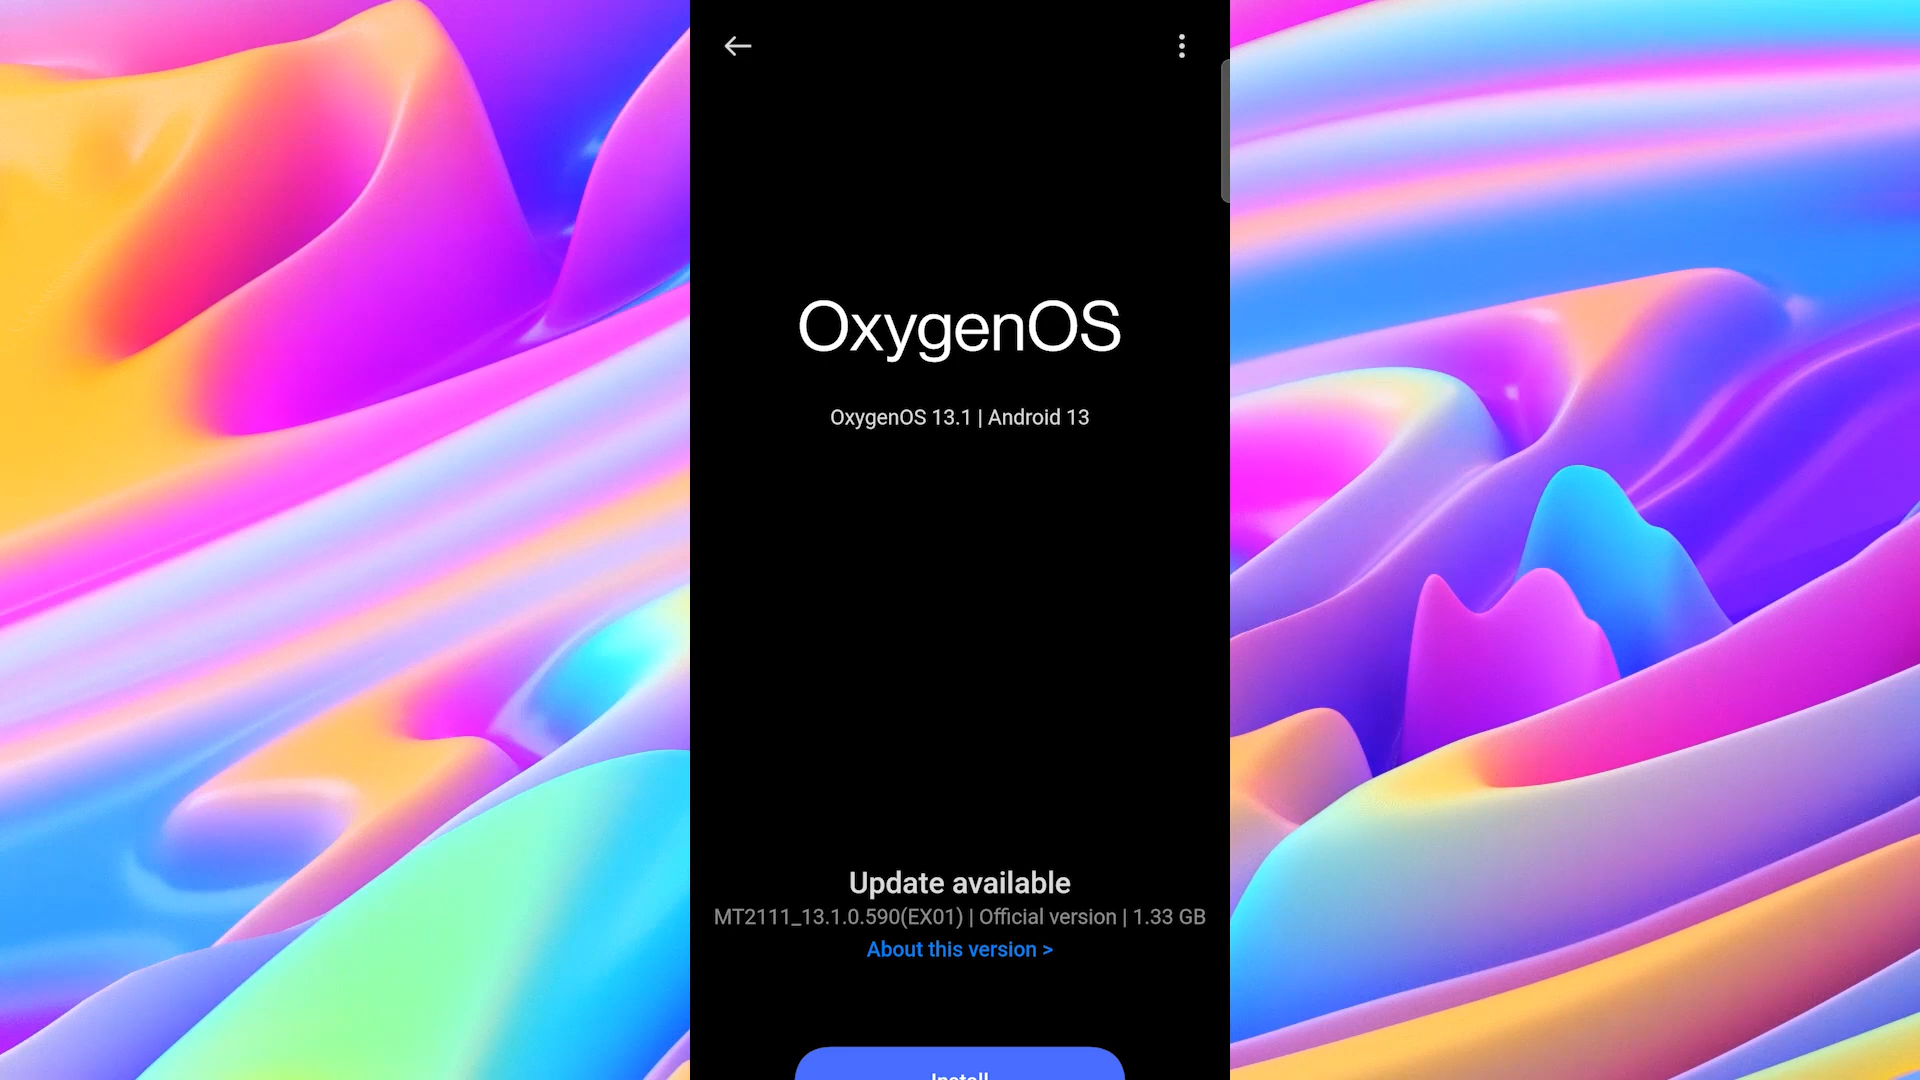 OxygenOS
OxygenOS 13.1 | Android 13
Update available
MT2111_13.1.0.590(EX01) | Official version | 1.33 GB
About this version >
Install